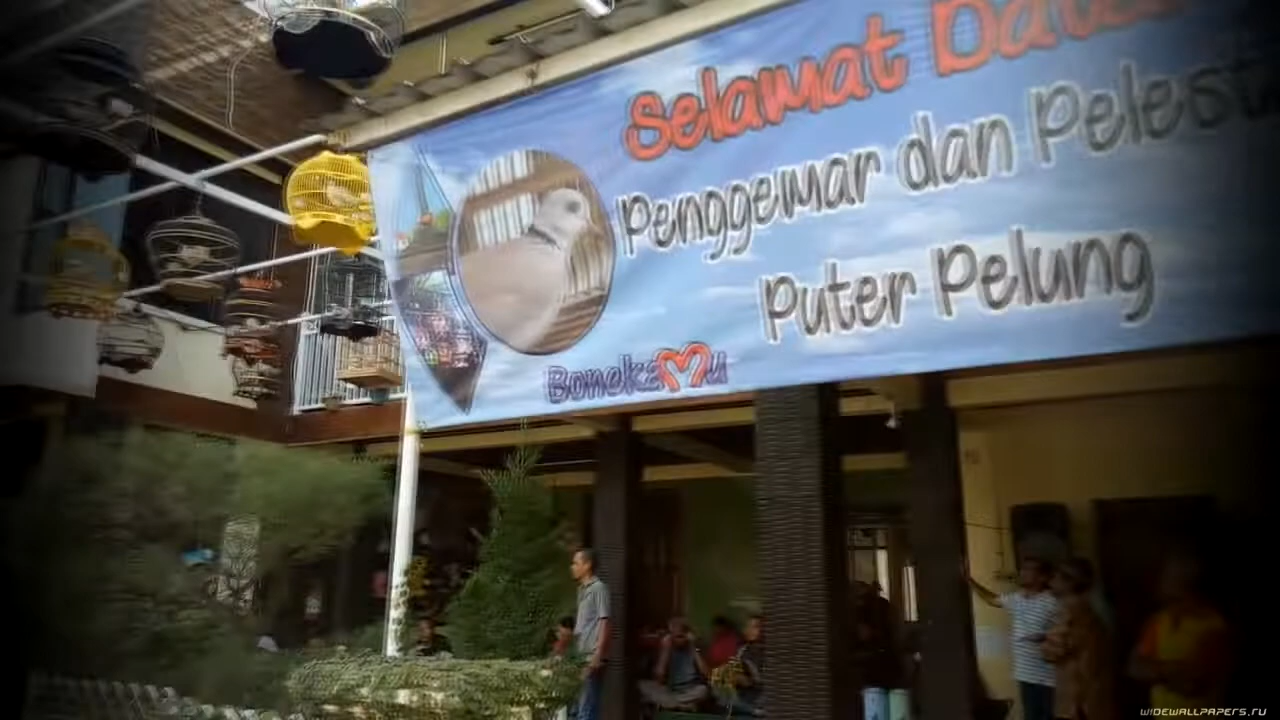 Selamat
Penggemar dan
Puter Pelung
Bonekamu
WIDEWALLPAPERS.RU